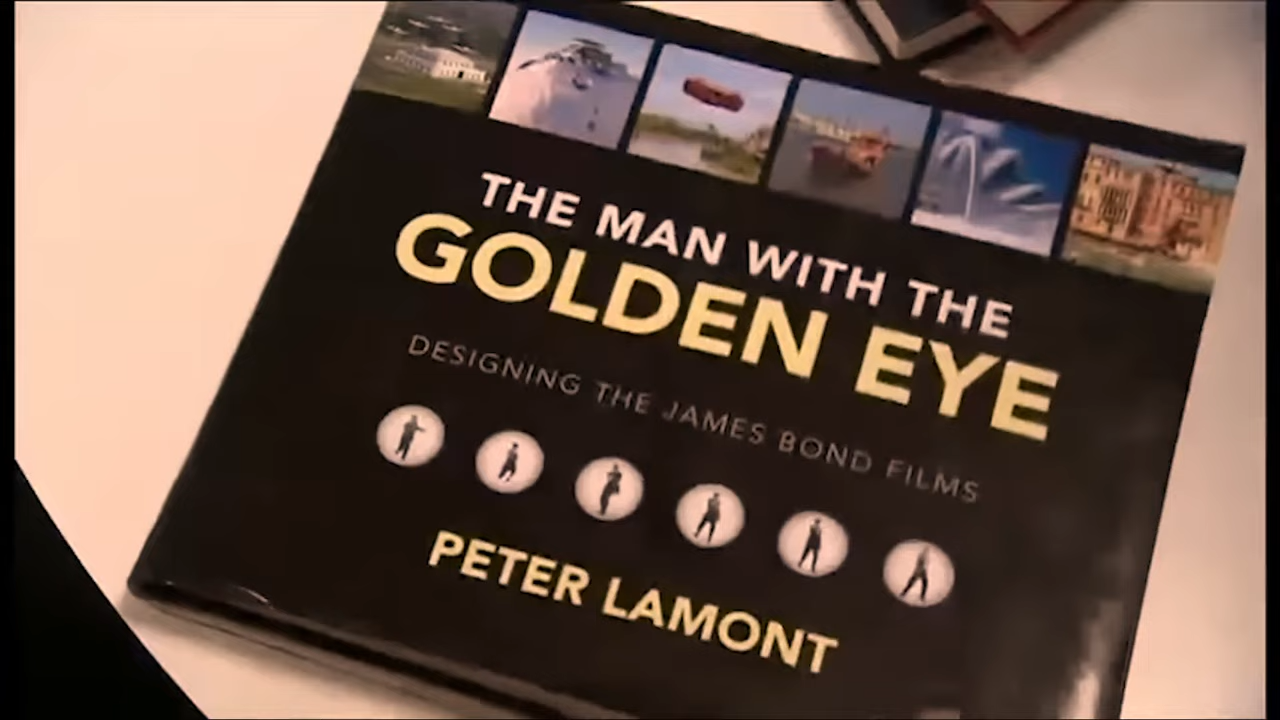 THE MAN WITH THE
GOLDEN EYE
DESIGNING THE JAMES BOND FILMS
PETER LAMONT